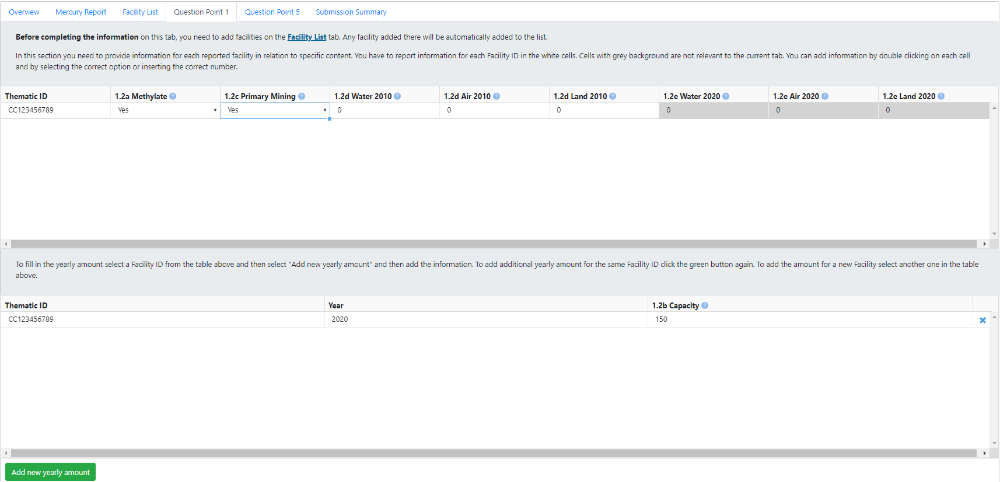 Overview Mercury Report Facility List Question Point 1 Question Point 5 Submission Summary
Before completing the information on this tab, you need to add facilities on the Facility List tab. Any facility added there will be automatically added to the list.
In this section you need to provide information for each reported facility in relation to specific content. You have to report information for each Facility ID in the white cells. Cells with grey background are not relevant to the current tab. You can add information by double clicking on each cell
and by selecting the correct option or inserting the correct number.
Thematic ID 1.2a Methylate ? 1.2c Primary Mining ? 1.2d Water 2010 ? 1.2d Air 2010 ? 1.2d Land 2010 ? 1.2e Water 2020 ? 1.2e Air 2020 ? 1.2e Land 2020 ?
CC123456789 Yes Yes 0 0 0 0 0 0
To fill in the yearly amount select a Facility ID from the table above and then select "Add new yearly amount" and then add the information. To add additional yearly amount for the same Facility ID click the green button again. To add the amount for a new Facility select another one in the table
above.
Thematic ID Year 1.2b Capacity ?
CC123456789 2020 150
Add new yearly amount